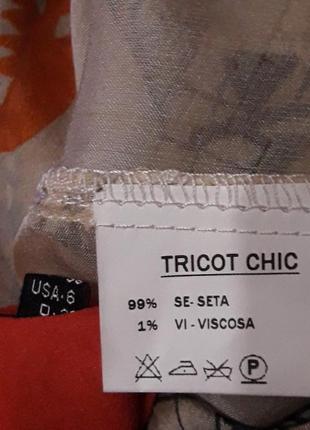 TRICOT CHIC
99% SE-SETA
1% VI-VISCOSA
USA·6
P